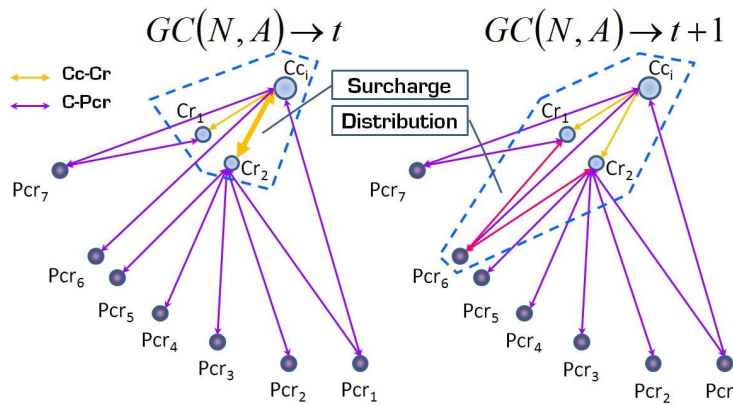 GC(N, A) → t
GC(N, A) → t + 1
Cc-Cr
C-Pcr
Surcharge
Distribution
Cci
Cr1
Cr2
Pcr7
Pcr6
Pcr5
Pcr4
Pcr3
Pcr2
Pcr1
Cci
Cr1
Cr2
Pcr7
Pcr6
Pcr5
Pcr4
Pcr3
Pcr2
Pcr